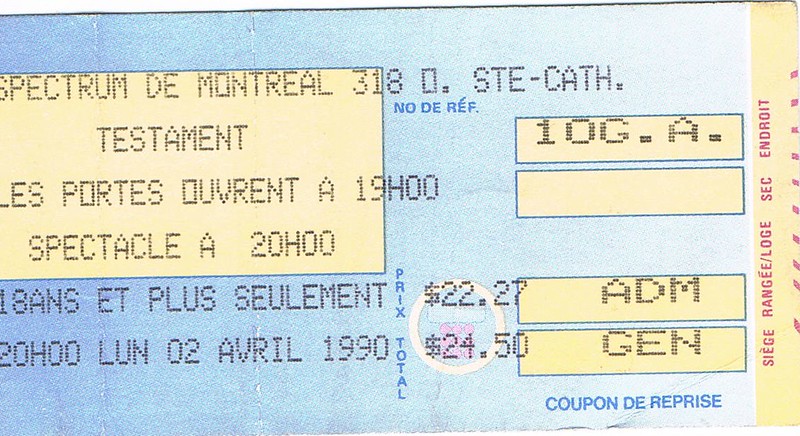 SPECTRUM DE MONTREAL 318 O. STE-CATH.
NO DE RÉF.
10G.A.
TESTAMENT
LES PORTES OUVRENT A 19H00
SPECTACLE A 20H00
18ANS ET PLUS SEULEMENT $22.27
PRIX TOTAL
ADM
20H00 LUN 02 AVRIL 1990 $24.50
GEN
COUPON DE REPRISE
SIÈGE RANGÉE/LOGE SEC ENDROIT